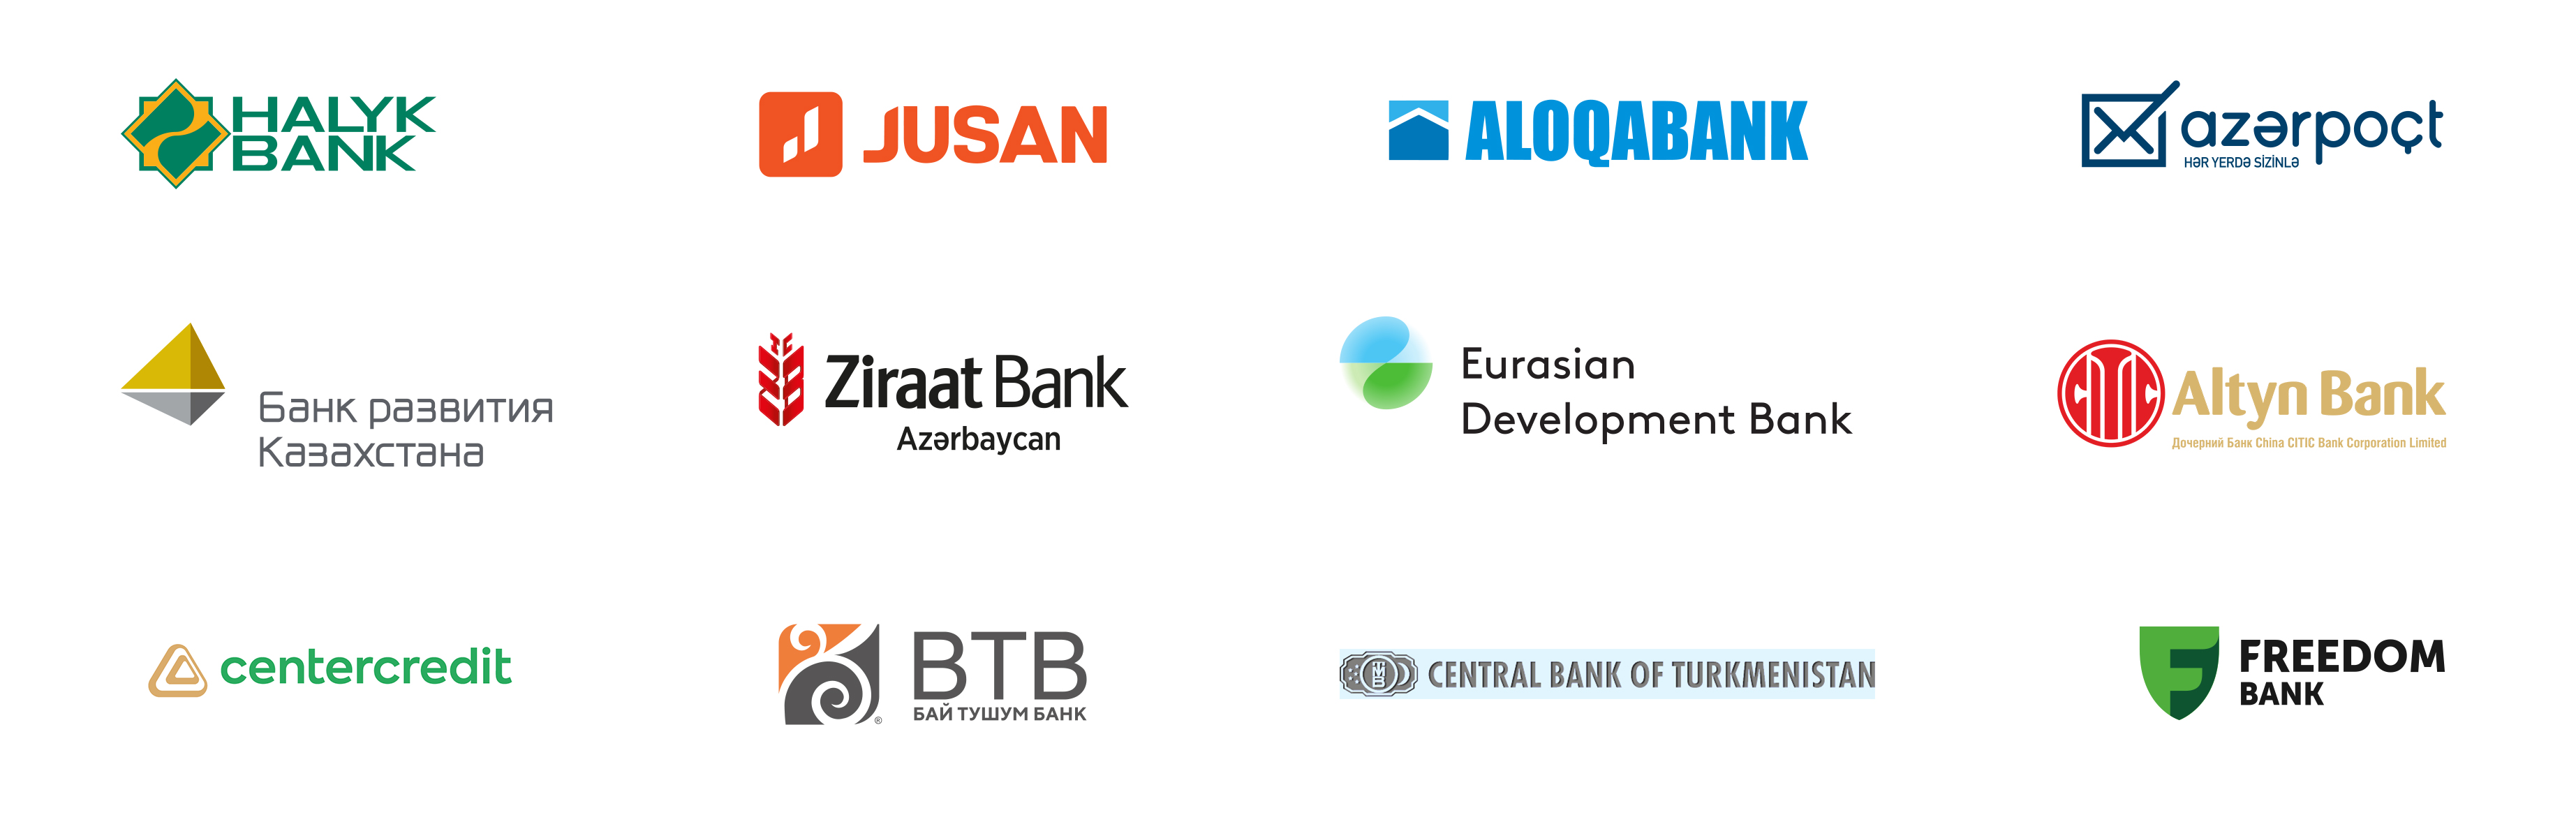 HALYK
BANK
JUSAN
ALOQABANK
azərpoçt
HƏR YERDƏ SİZİNLƏ
Банк развития
Казахстана
Ziraat Bank
Azərbaycan
Eurasian
Development Bank
Altyn Bank
Дочерний Банк China CITIC Bank Corporation Limited
centercredit
BTB
БАЙ ТУШУМ БАНК
®
TMB
CENTRAL BANK OF TURKMENISTAN
FREEDOM
BANK